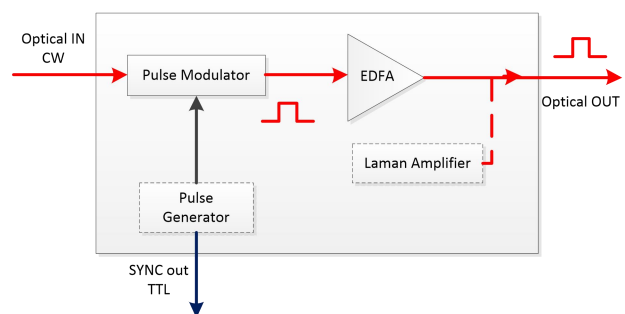 Optical IN
CW
Pulse Modulator
EDFA
Optical OUT
Laman Amplifier
Pulse
Generator
SYNC out
TTL